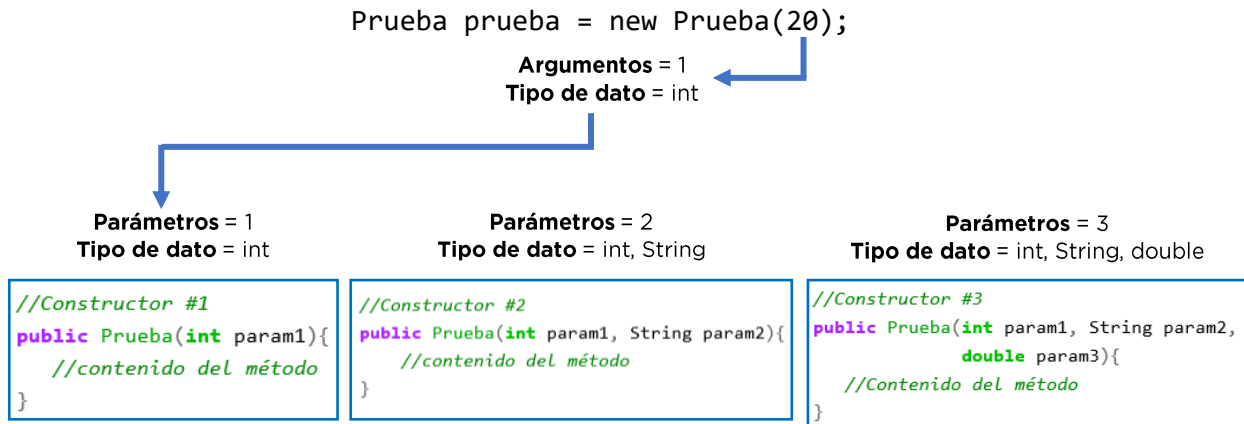 Prueba prueba = new Prueba(20);
Argumentos = 1
Tipo de dato = int
Parámetros = 1
Tipo de dato = int
//Constructor #1
public Prueba(int param1){
//contenido del método
}
Parámetros = 2
Tipo de dato = int, String
//Constructor #2
public Prueba(int param1, String param2){
//contenido del método
}
Parámetros = 3
Tipo de dato = int, String, double
//Constructor #3
public Prueba(int param1, String param2,
double param3){
//Contenido del método
}